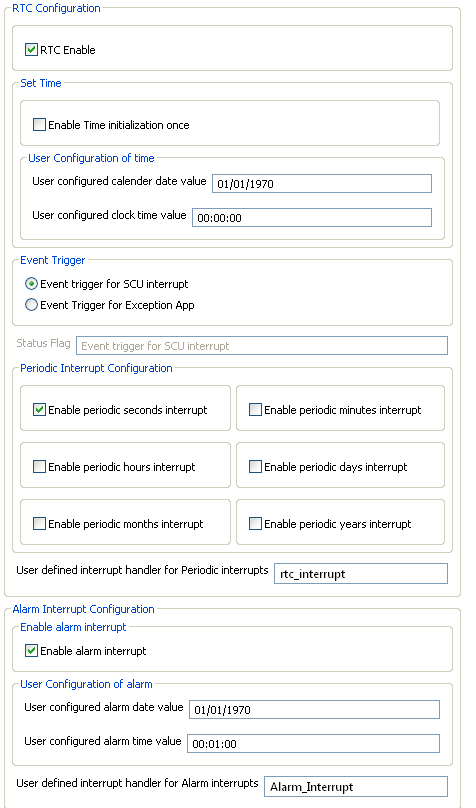 RTC Configuration
RTC Enable
Set Time
Enable Time initialization once
User Configuration of time
User configured calender date value 01/01/1970
User configured clock time value 00:00:00
Event Trigger
Event trigger for SCU interrupt
Event Trigger for Exception App
Status Flag Event trigger for SCU interrupt
Periodic Interrupt Configuration
Enable periodic seconds interrupt Enable periodic minutes interrupt
Enable periodic hours interrupt Enable periodic days interrupt
Enable periodic months interrupt Enable periodic years interrupt
User defined interrupt handler for Periodic interrupts rtc_interrupt
Alarm Interrupt Configuration
Enable alarm interrupt
Enable alarm interrupt
User Configuration of alarm
User configured alarm date value 01/01/1970
User configured alarm time value 00:01:00
User defined interrupt handler for Alarm interrupts Alarm_Interrupt